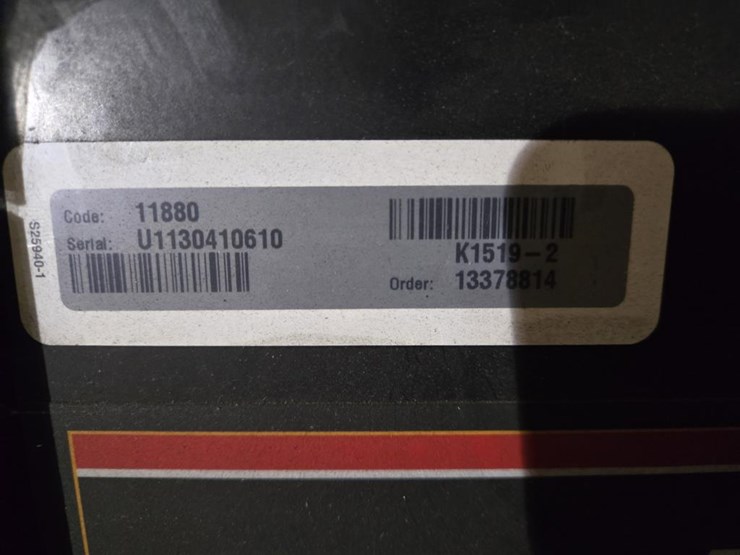 S25940-1
Code: 11880
Serial: U1130410610
K1519-2
Order: 13378814